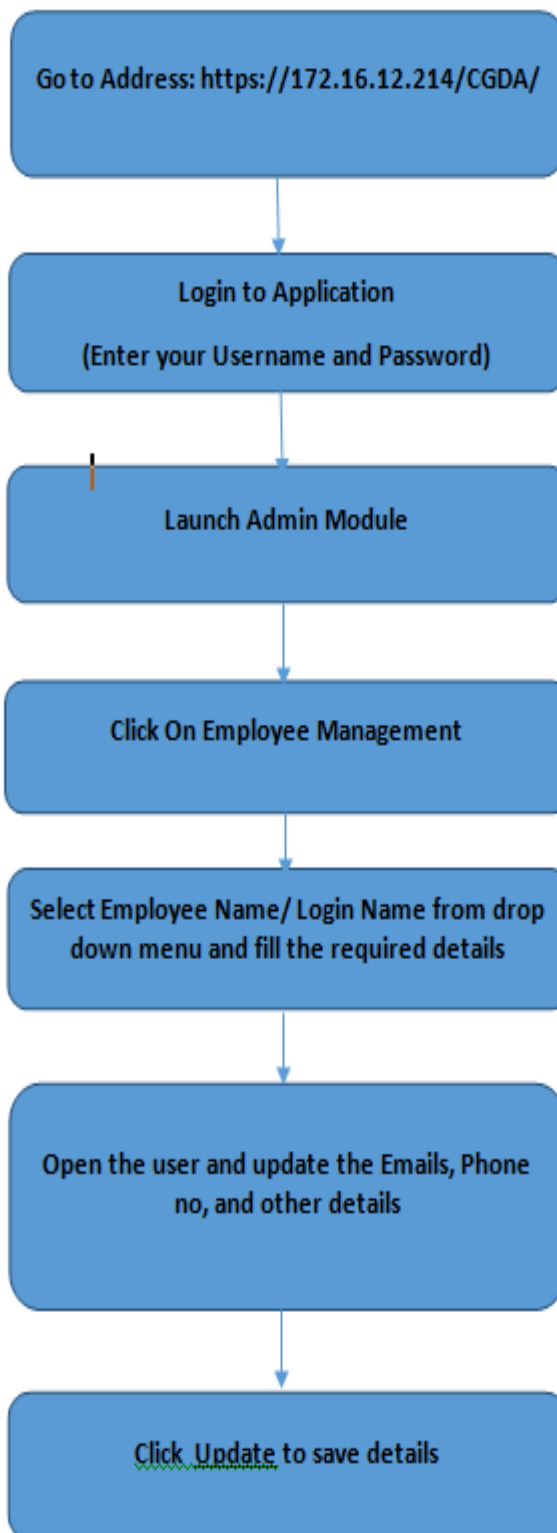 Go to Address: https://172.16.12.214/CGDA/
Login to Application
(Enter your Username and Password)
Launch Admin Module
Click On Employee Management
Select Employee Name/ Login Name from drop
down menu and fill the required details
Open the user and update the Emails, Phone
no, and other details
Click Update to save details